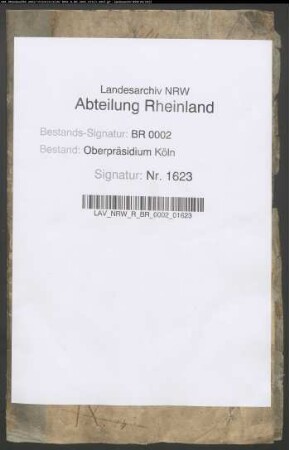 Landesarchiv NRW
Abteilung Rheinland
Bestands-Signatur: BR 0002
Bestand: Oberpräsidium Köln
Signatur: Nr. 1623
LAV_NRW_R_BR_0002_01623